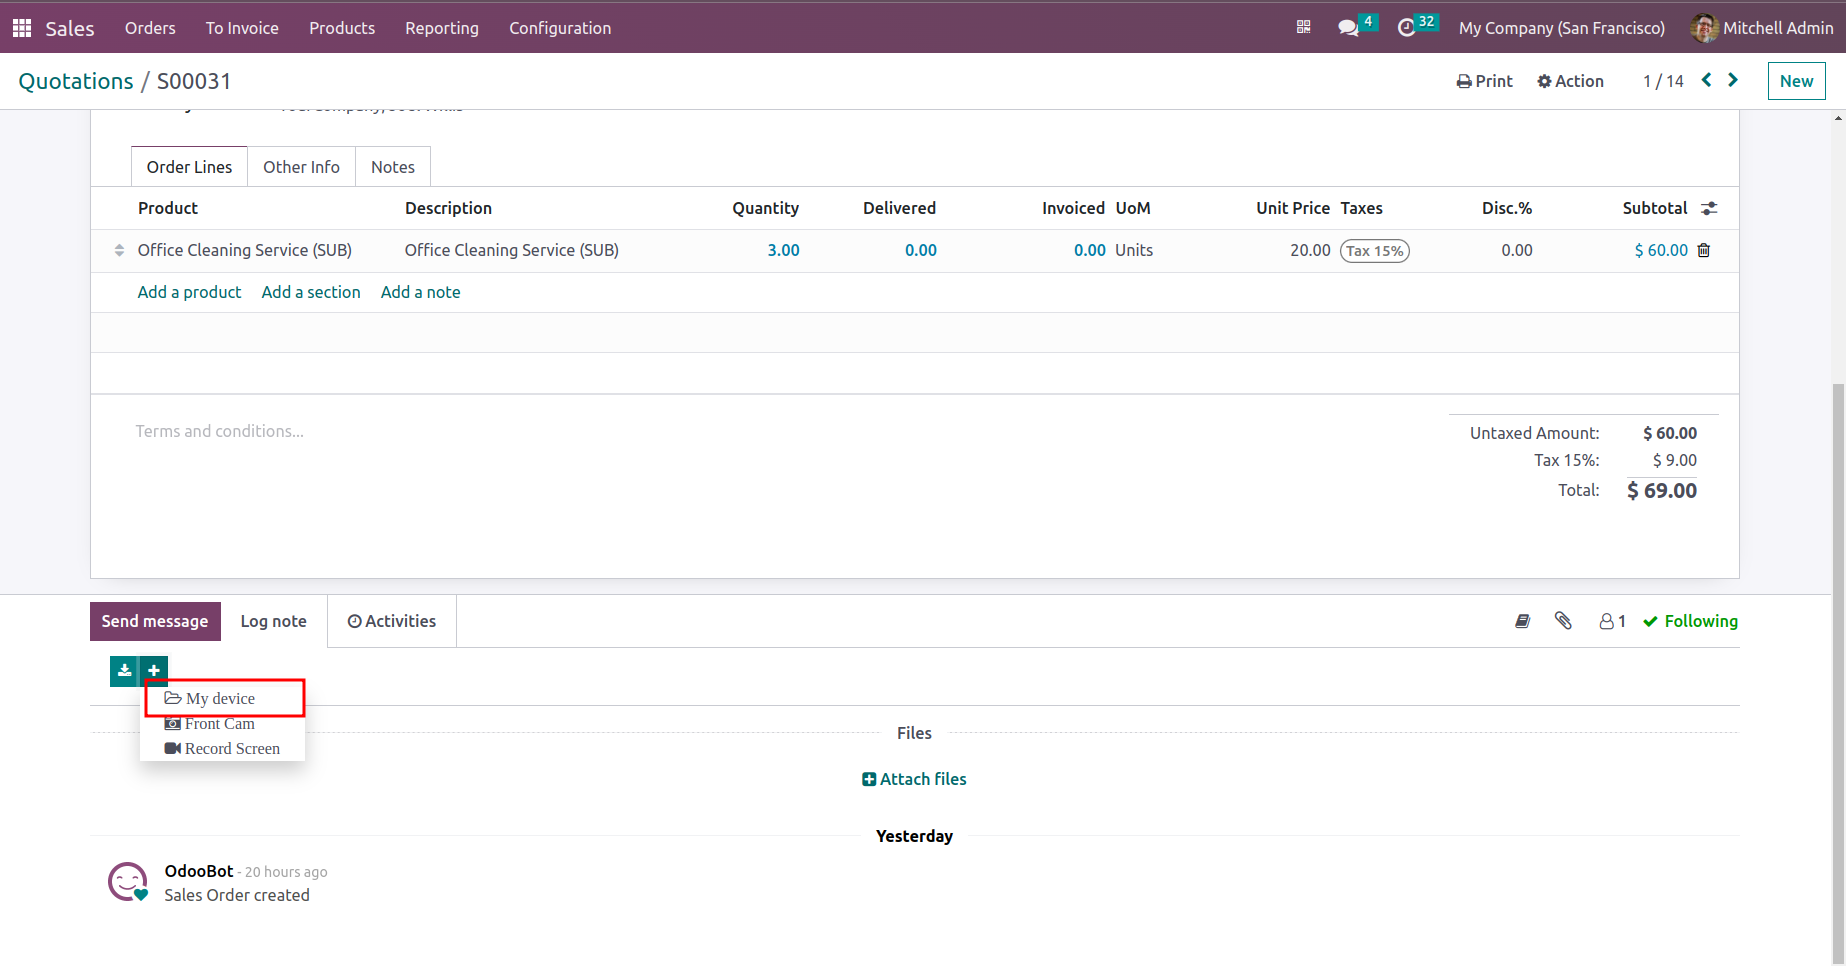 Sales Orders To Invoice Products Reporting Configuration 4 32 My Company (San Francisco) Mitchell Admin
Quotations / S00031 Print Action 1 / 14 New
Order Lines Other Info Notes
Product Description Quantity Delivered Invoiced UoM Unit Price Taxes Disc.% Subtotal
Office Cleaning Service (SUB) Office Cleaning Service (SUB) 3.00 0.00 0.00 Units 20.00 Tax 15% 0.00 $ 60.00
Add a product Add a section Add a note
Terms and conditions...
Untaxed Amount: $ 60.00
Tax 15%: $ 9.00
Total: $ 69.00
Send message Log note Activities 1 Following
My device
Front Cam
Record Screen
Files
Attach files
Yesterday
OdooBot - 20 hours ago
Sales Order created